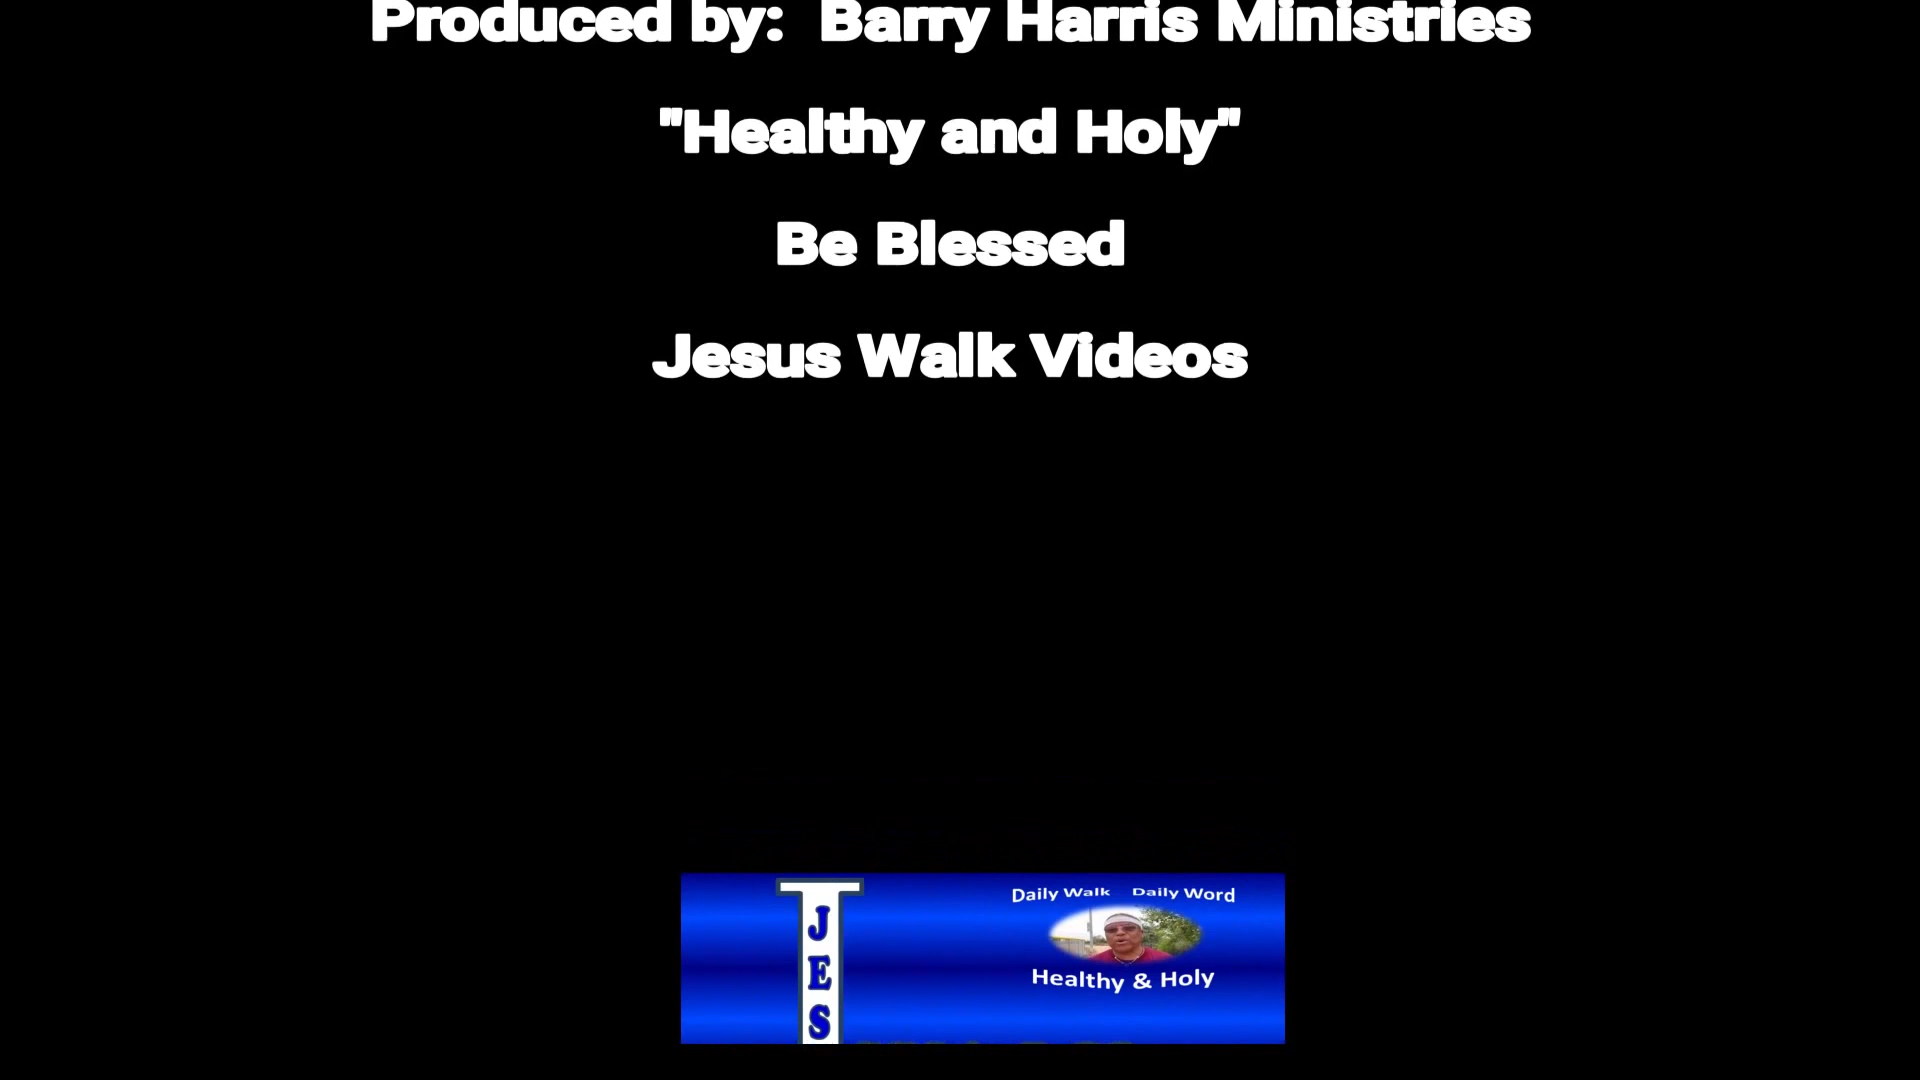 Produced by:  Barry Harris Ministries
"Healthy and Holy"
Be Blessed
Jesus Walk Videos
Daily Walk Daily Word
Healthy & Holy
J
E
S